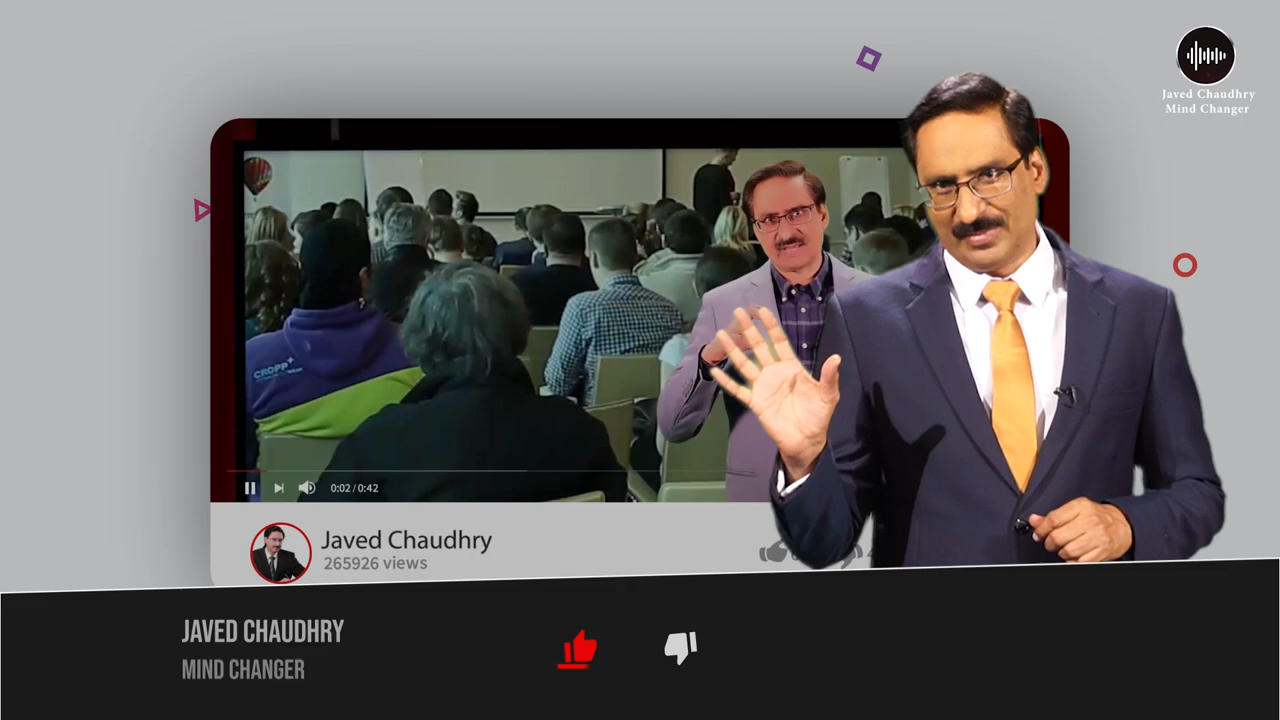 Javed Chaudhry
Mind Changer
CROPP
0:02 / 0:42
Javed Chaudhry
265926 views
JAVED CHAUDHRY
MIND CHANGER